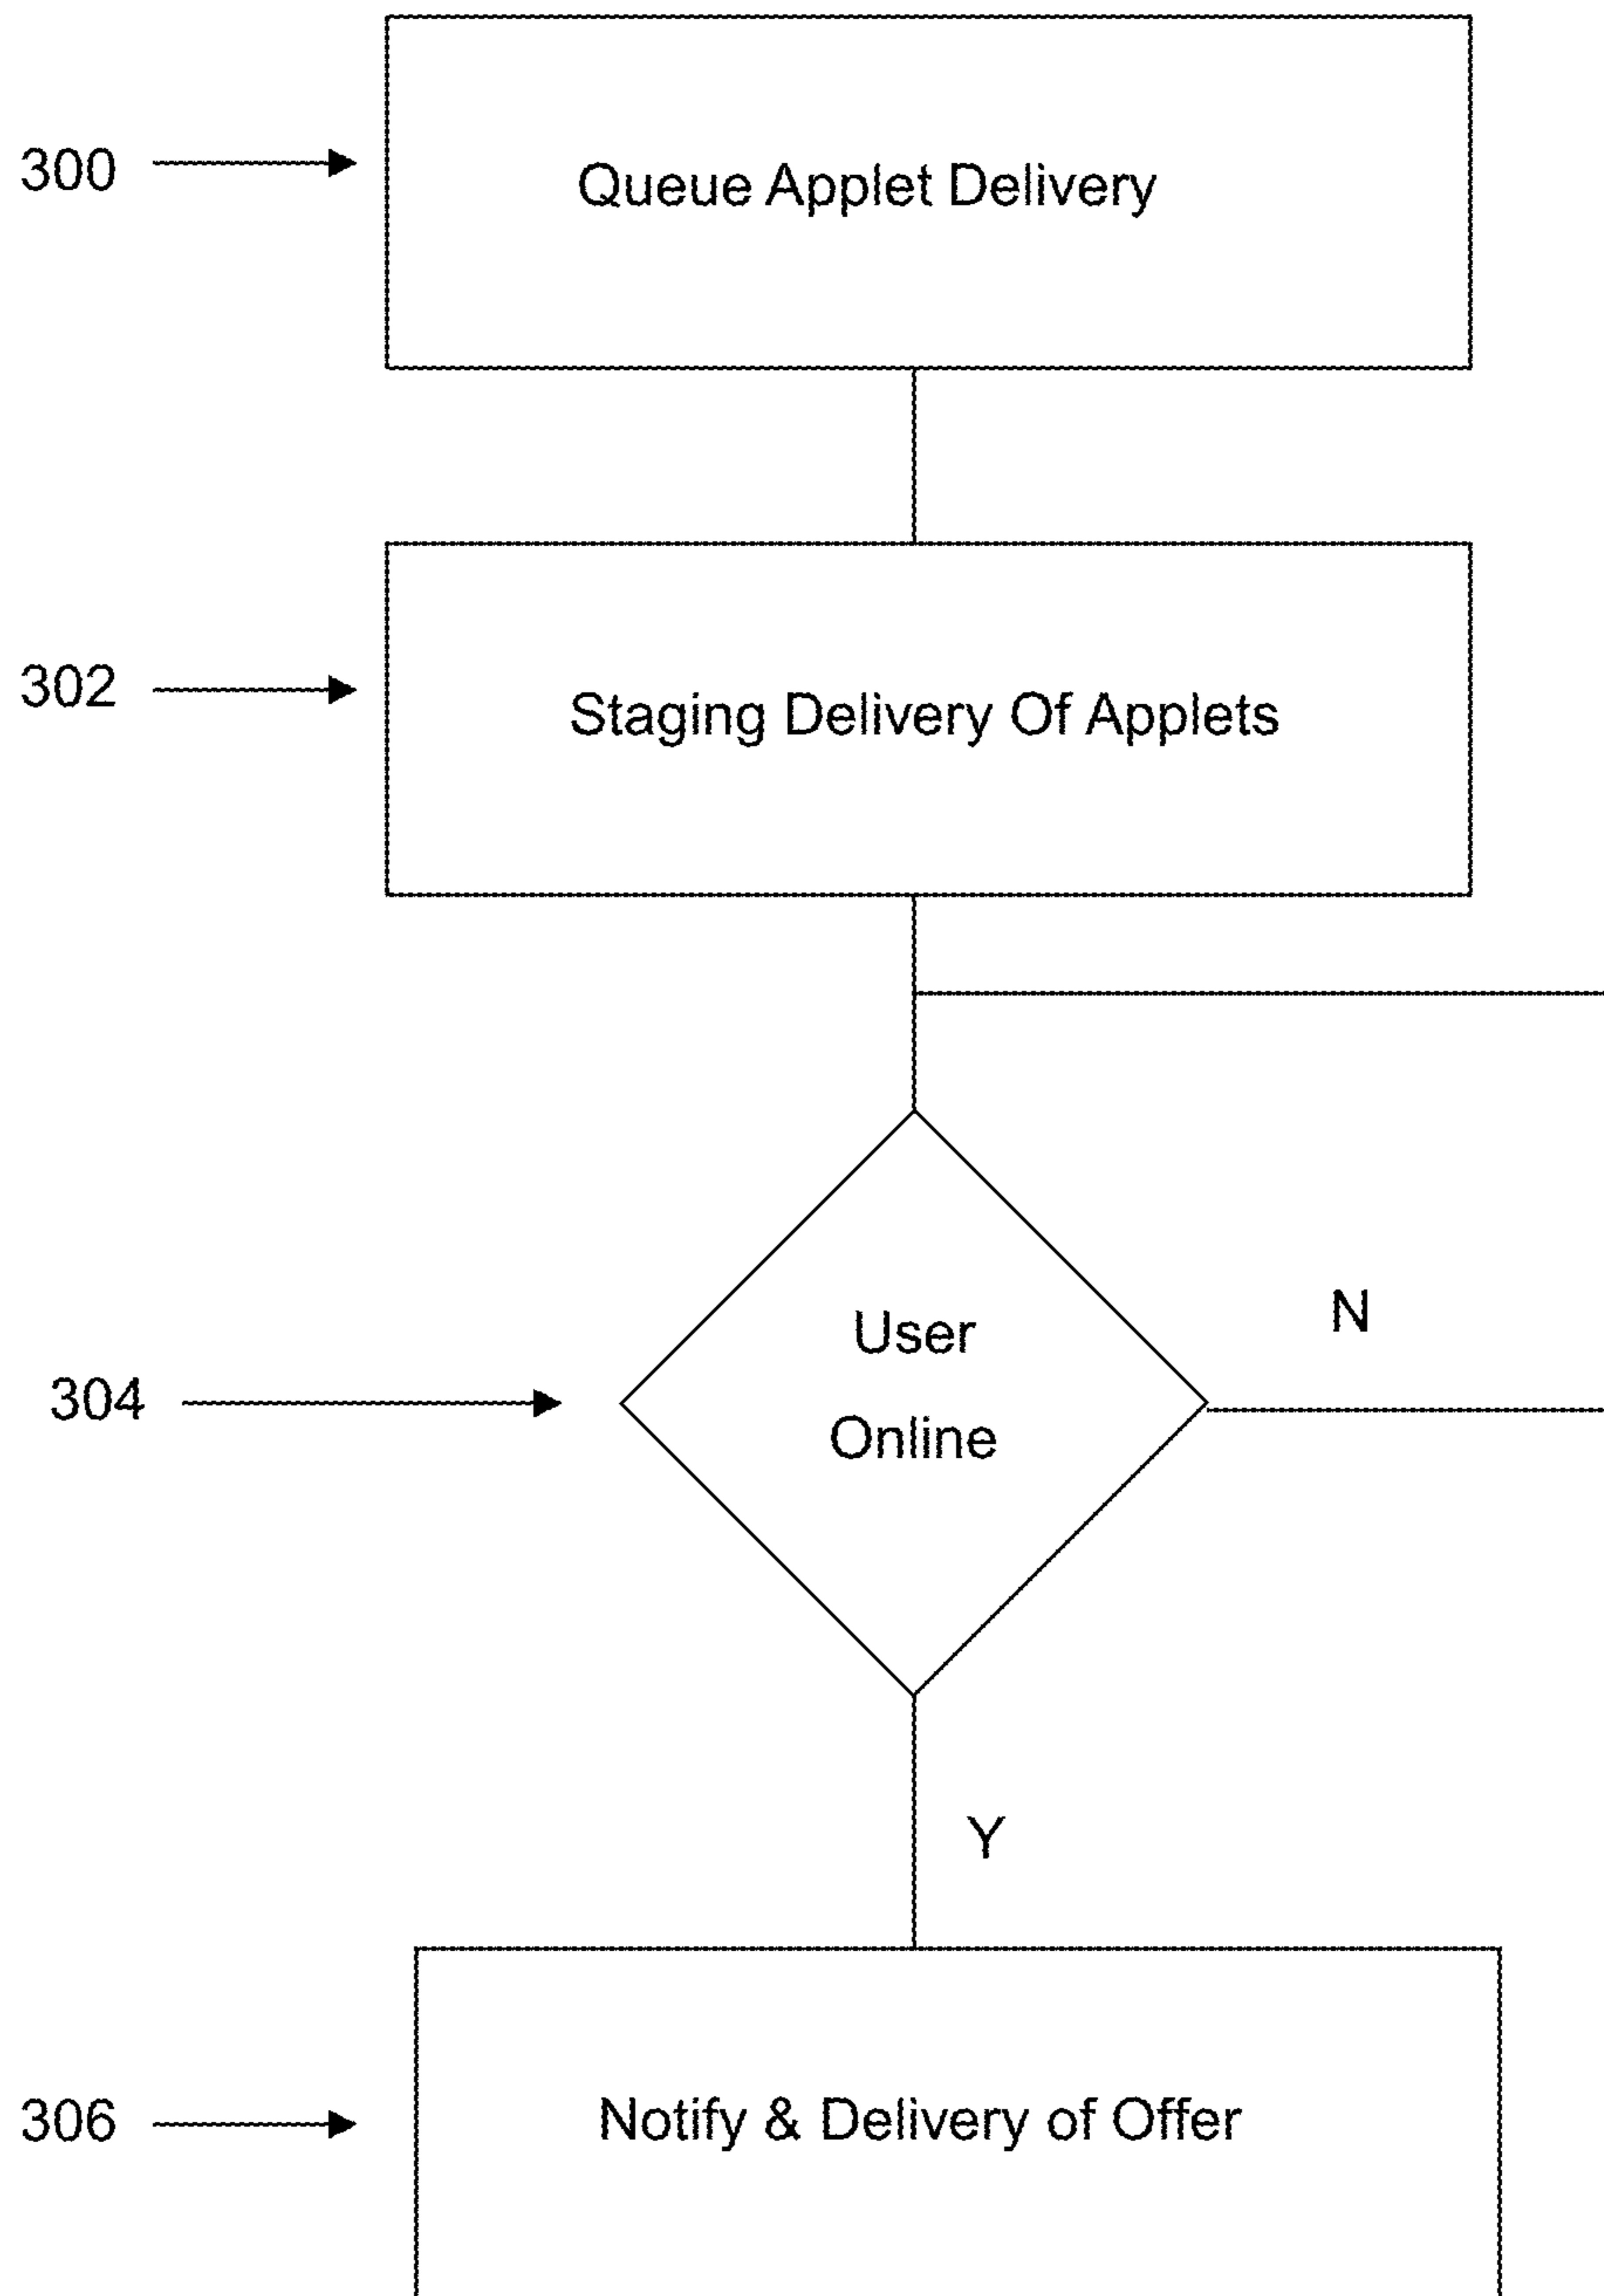 300
Queue Applet Delivery
302
Staging Delivery Of Applets
304
User
Online
N
Y
306
Notify & Delivery of Offer